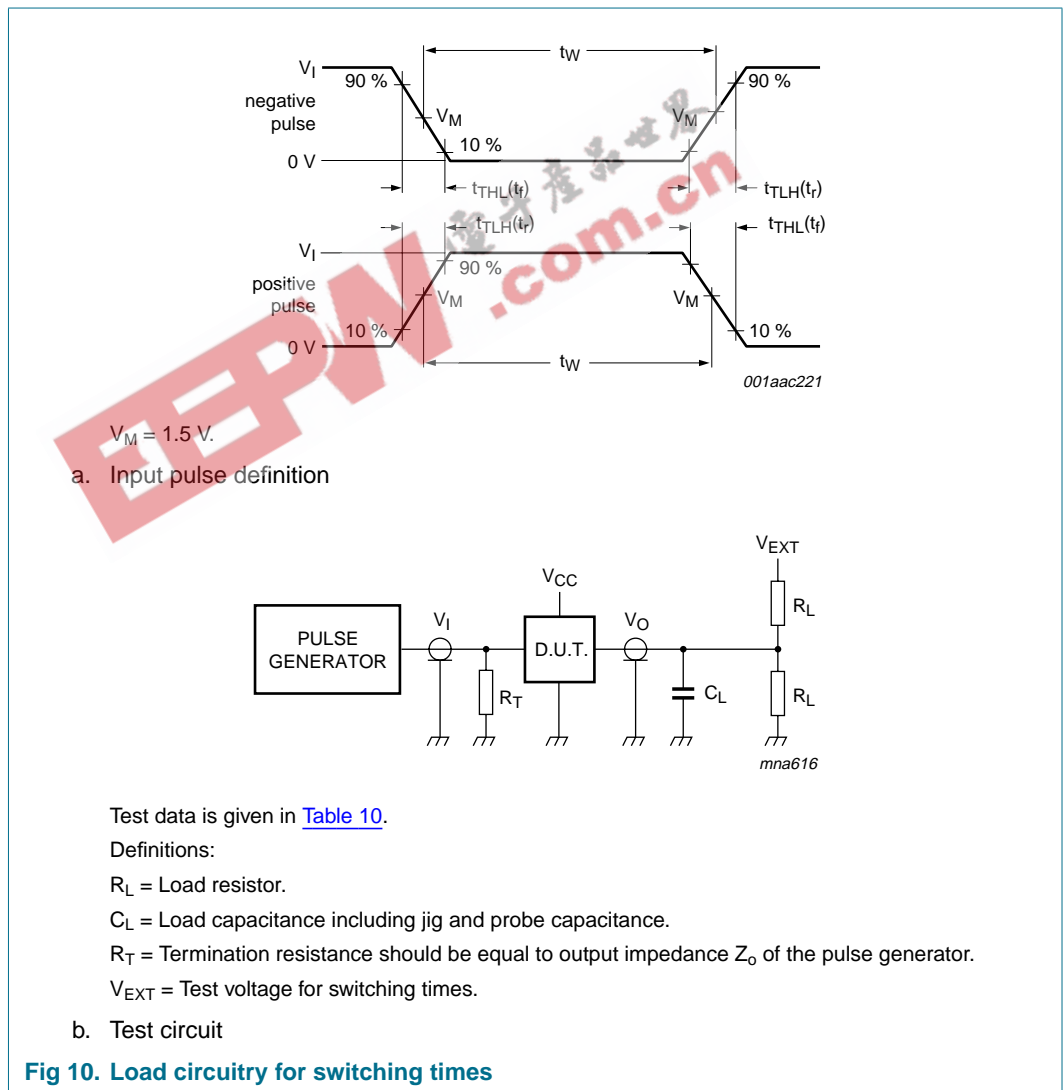 tW
VI
90 %
90 %
negative
pulse
VM
VM
10 %
0 V
tTHL(tf)
tTLH(tr)
tTLH(tr)
tTHL(tf)
VI
90 %
positive
pulse
VM
VM
10 %
10 %
0 V
tW
001aac221
EEPW
.com.cn
VM = 1.5 V.
a. Input pulse definition
VEXT
VCC
RL
VI
VO
PULSE
GENERATOR
D.U.T.
RT
CL
RL
mna616
Test data is given in Table 10.
Definitions:
RL = Load resistor.
CL = Load capacitance including jig and probe capacitance.
RT = Termination resistance should be equal to output impedance Zo of the pulse generator.
VEXT = Test voltage for switching times.
b. Test circuit
Fig 10. Load circuitry for switching times